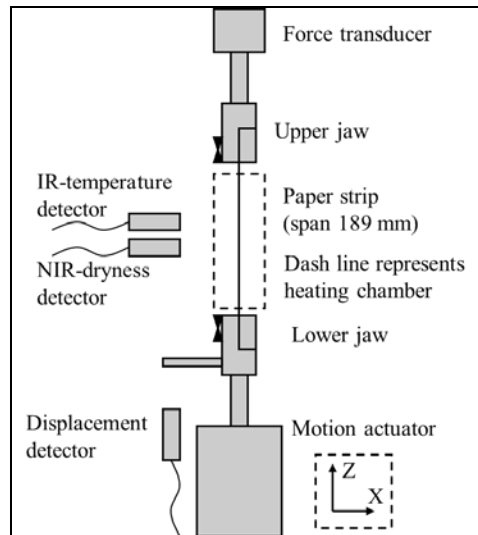 Force transducer
Upper jaw
IR-temperature
detector
Paper strip
(span 189 mm)
NIR-dryness
detector
Dash line represents
heating chamber
Lower jaw
Displacement
detector
Motion actuator
Z
X